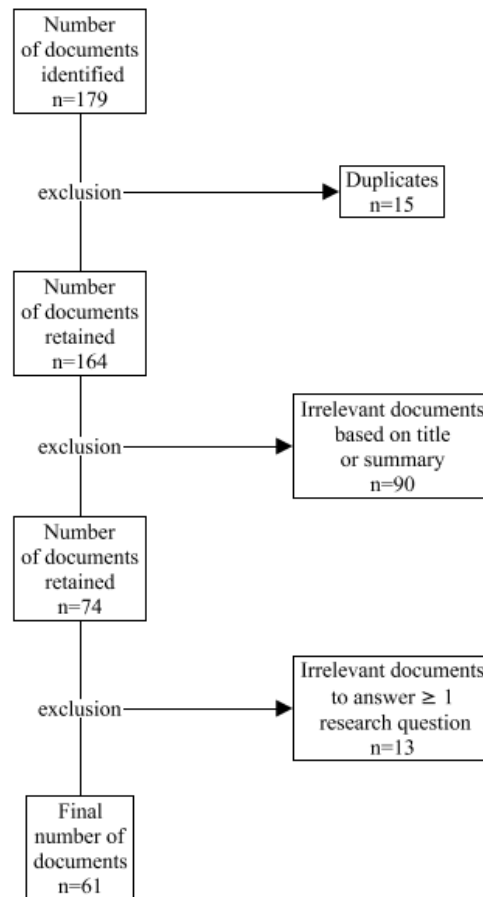 Number
of documents
identified
n=179
exclusion
Duplicates
n=15
Number
of documents
retained
n=164
exclusion
Irrelevant documents
based on title
or summary
n=90
Number
of documents
retained
n=74
exclusion
Irrelevant documents
to answer ≥ 1
research question
n=13
Final
number of
documents
n=61